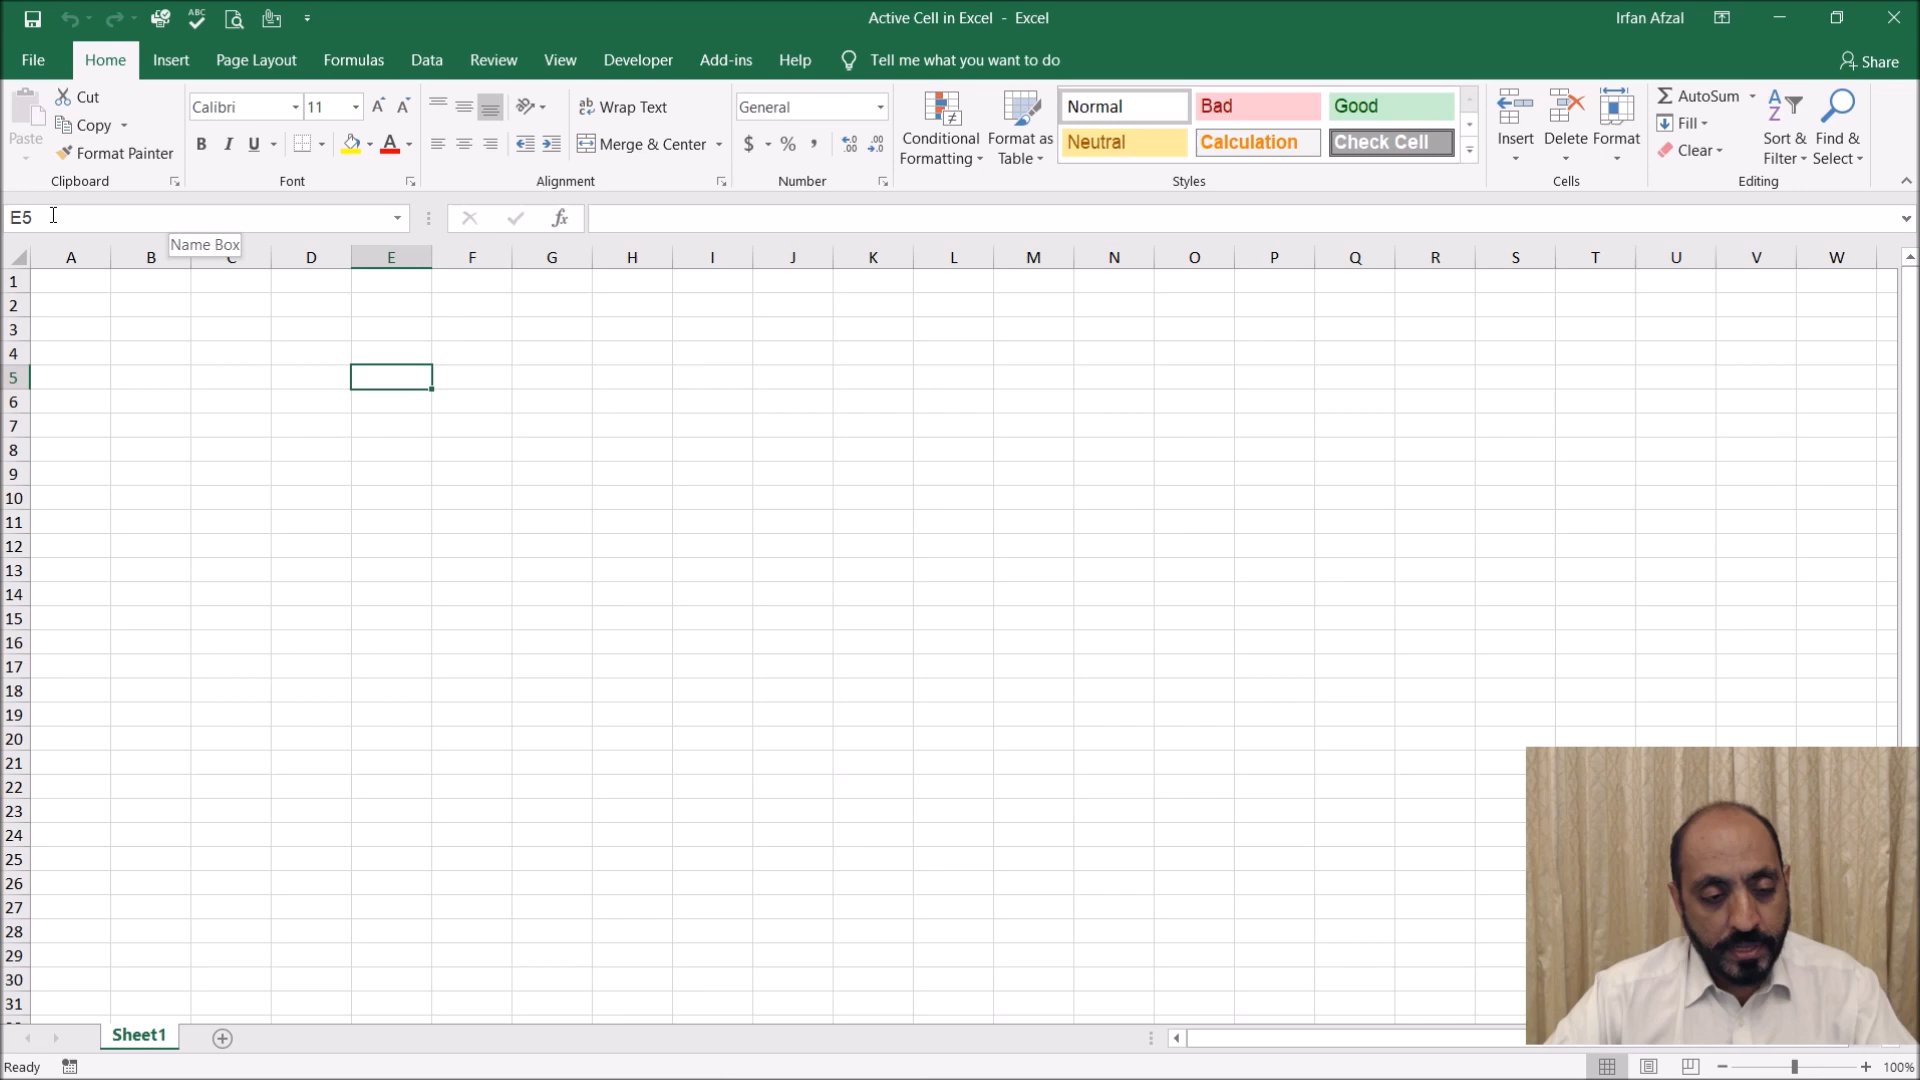 ABC
Active Cell in Excel - Excel
Irfan Afzal
File Home Insert Page Layout Formulas Data Review View Developer Add-ins Help Tell me what you want to do
Share
Paste
Cut
Copy
Format Painter
Clipboard
Calibri 11
A A
B I U A
Font
ab Wrap Text
Merge & Center
Alignment
General
$ % ,
Number
Conditional Formatting
Format as Table
Normal Bad Good
Neutral Calculation Check Cell
Styles
Insert Delete Format
Cells
AutoSum
Fill
Clear
Sort & Filter
Find & Select
Editing
E5
fx
Name Box
A B C D E F G H I J K L M N O P Q R S T U V W
1
2
3
4
5
6
7
8
9
10
11
12
13
14
15
16
17
18
19
20
21
22
23
24
25
26
27
28
29
30
31
Sheet1
Ready
100%